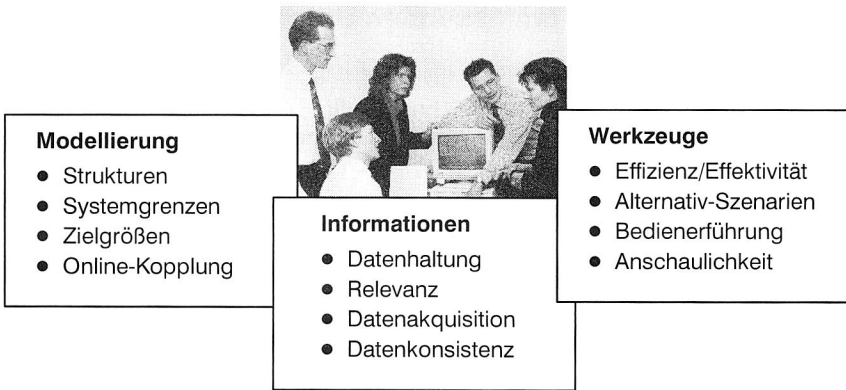 Modellierung
Strukturen
Systemgrenzen
Zielgrößen
Online-Kopplung
Informationen
Datenhaltung
Relevanz
Datenakquisition
Datenkonsistenz
Werkzeuge
Effizienz/Effektivität
Alternativ-Szenarien
Bedienerführung
Anschaulichkeit